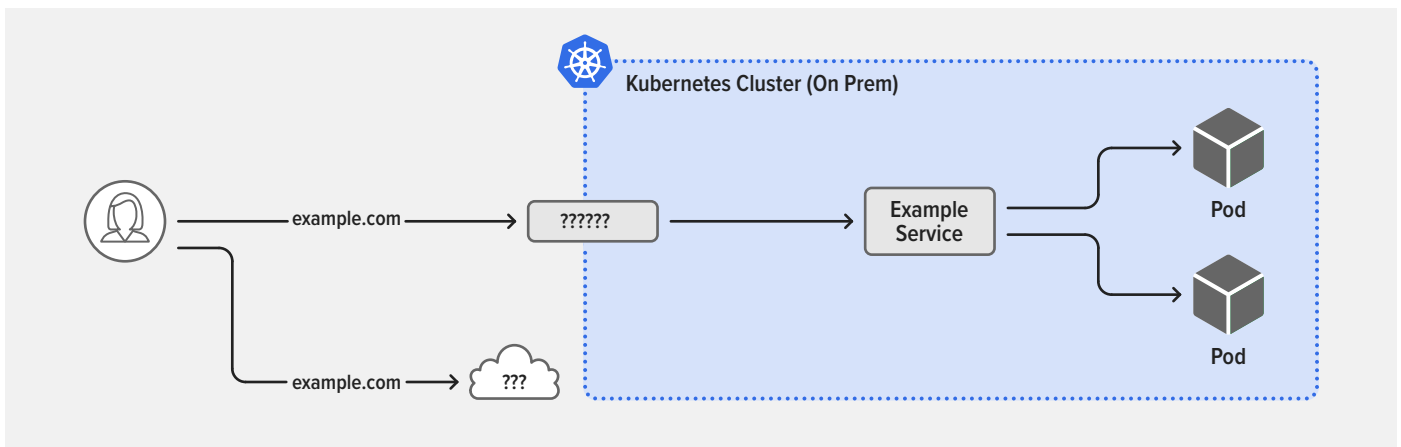 Kubernetes Cluster (On Prem)
example.com
??????
Example
Service
Pod
Pod
example.com
???